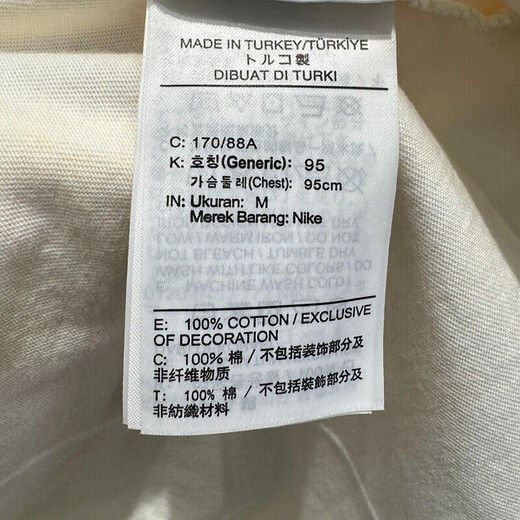 MADE IN TURKEY/TÜRKİYE
トルコ製
DIBUAT DI TURKI
C: 170/88A
K: 호칭(Generic): 95
가슴둘레(Chest): 95cm
IN: Ukuran: M
Merek Barang: Nike
E: 100% COTTON / EXCLUSIVE
OF DECORATION
C: 100% 棉 / 不包括装饰部分及
非纤维物质
T: 100% 棉 / 不包括裝飾部分及
非紡織材料